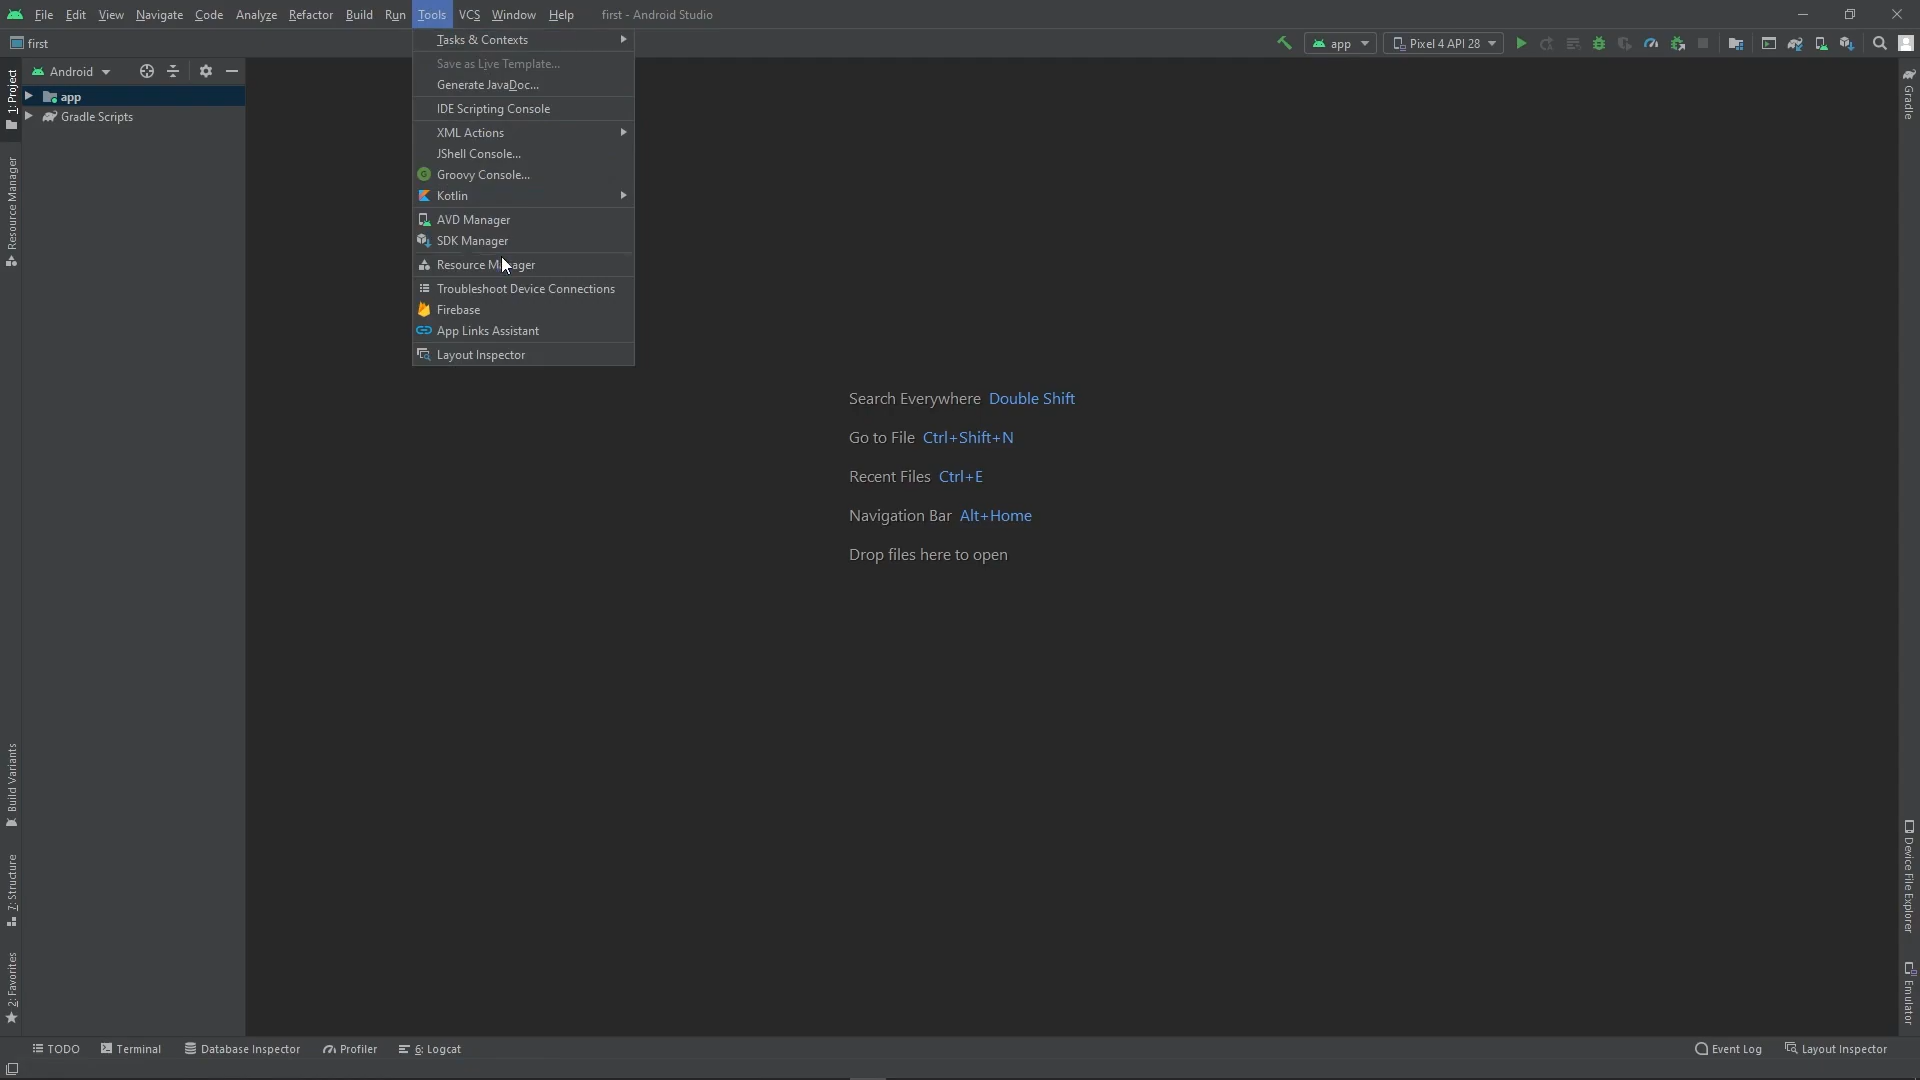 File Edit View Navigate Code Analyze Refactor Build Run Tools VCS Window Help first - Android Studio
first
app Pixel 4 API 28
Android
app
Gradle Scripts
1: Project
Resource Manager
Build Variants
7: Structure
2: Favorites
Tasks & Contexts
Save as Live Template...
Generate JavaDoc...
IDE Scripting Console
XML Actions
JShell Console...
Groovy Console...
Kotlin
AVD Manager
SDK Manager
Resource Manager
Troubleshoot Device Connections
Firebase
App Links Assistant
Layout Inspector
Search Everywhere Double Shift
Go to File Ctrl+Shift+N
Recent Files Ctrl+E
Navigation Bar Alt+Home
Drop files here to open
Gradle
Device File Explorer
Emulator
TODO Terminal Database Inspector Profiler 6: Logcat Event Log Layout Inspector